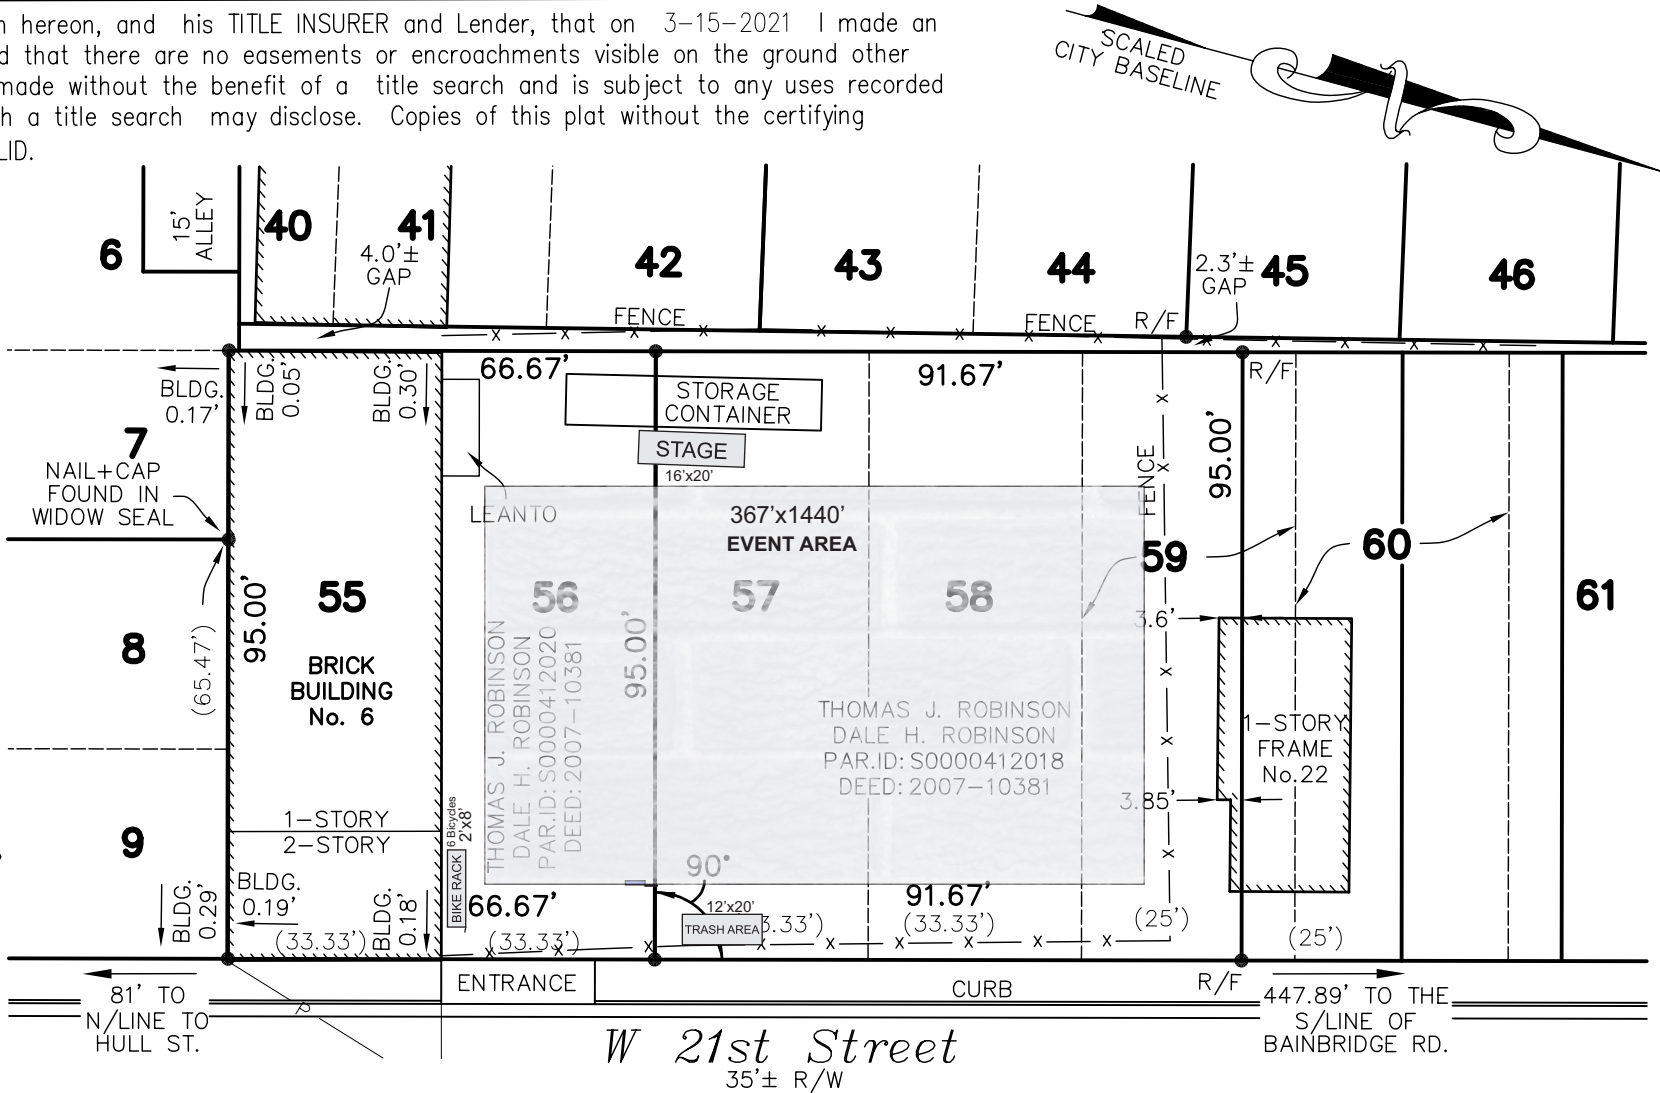 n hereon, and his TITLE INSURER and Lender, that on 3-15-2021 I made an
d that there are no easements or encroachments visible on the ground other
made without the benefit of a title search and is subject to any uses recorded
h a title search may disclose. Copies of this plat without the certifying
LID.
SCALED
CITY BASELINE
6
15'
ALLEY
40
41
4.0'±
GAP
42
43
44
2.3'±
GAP
45
46
FENCE
FENCE
R/F
BLDG.
0.17'
BLDG.
0.05'
BLDG.
0.30'
66.67'
STORAGE
CONTAINER
91.67'
R/F
STAGE
16'x20'
7
NAIL+CAP
FOUND IN
WIDOW SEAL
LEANTO
367'x1440'
EVENT AREA
FENCE
95.00'
59
60
55
56
57
58
61
8
(65.47')
95.00'
BRICK
BUILDING
No. 6
THOMAS J. ROBINSON
DALE H. ROBINSON
PAR.ID: S0000412020
DEED: 2007-10381
95.00'
THOMAS J. ROBINSON
DALE H. ROBINSON
PAR.ID: S0000412018
DEED: 2007-10381
3.6'
1-STORY
FRAME
No.22
3.85'
9
1-STORY
2-STORY
6 Bicycles
2'x8'
BIKE RACK
90°
BLDG.
0.29'
BLDG.
0.19'
BLDG.
0.18'
66.67'
91.67'
12'x20'
TRASH AREA
(33.33')
(33.33')
3.33')
(33.33')
(25')
(25')
ENTRANCE
CURB
R/F
81' TO
N/LINE TO
HULL ST.
P
447.89' TO THE
S/LINE OF
BAINBRIDGE RD.
W 21st Street
35'± R/W